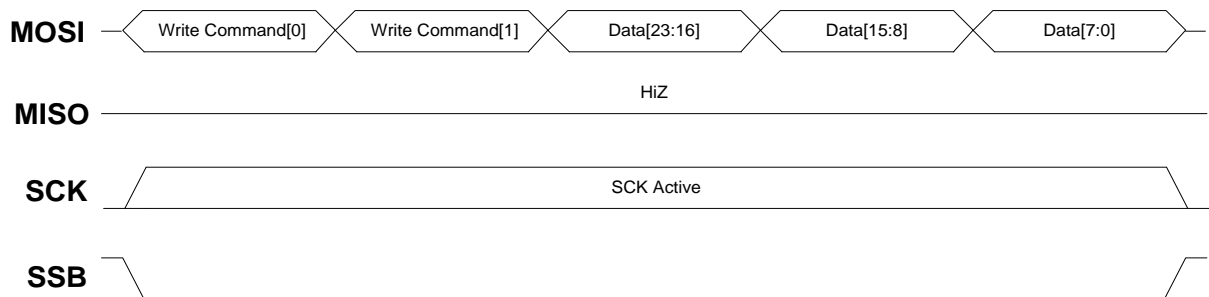 MOSI Write Command[0] Write Command[1] Data[23:16] Data[15:8] Data[7:0]
MISO HiZ
SCK SCK Active
SSB